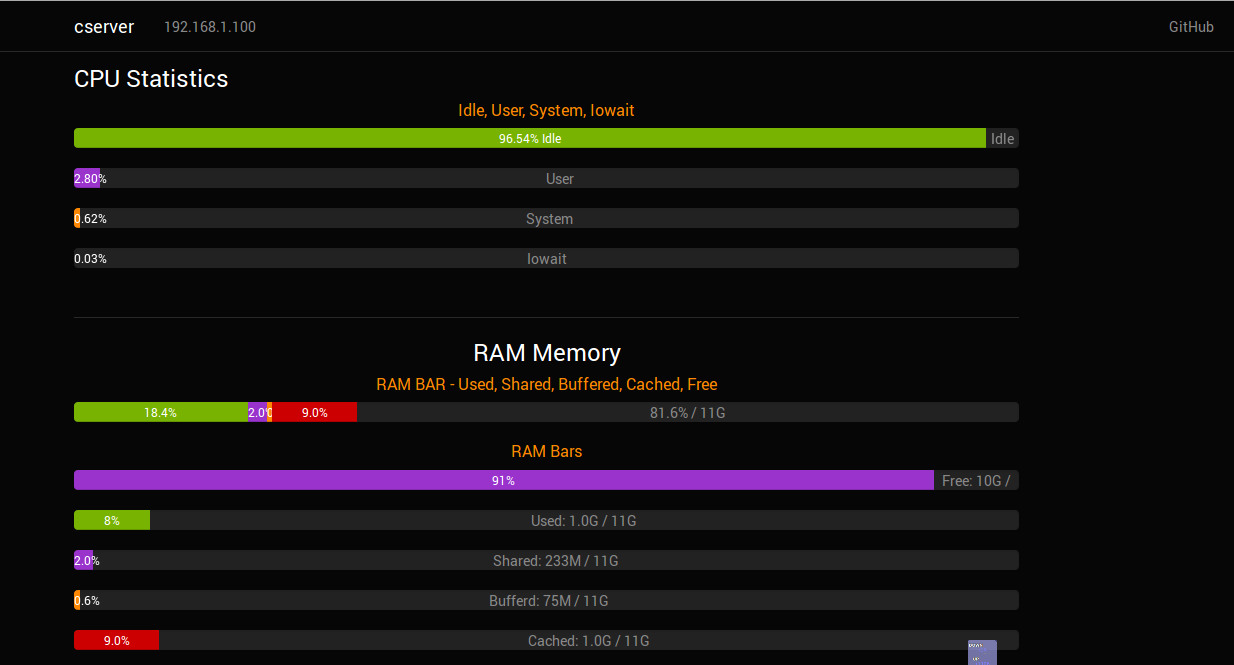 cserver 192.168.1.100 GitHub
CPU Statistics
Idle, User, System, Iowait
96.54% Idle Idle
2.80% User
0.62% System
0.03% Iowait
RAM Memory
RAM BAR - Used, Shared, Buffered, Cached, Free
18.4% 2.0% 9.0% 81.6% / 11G
RAM Bars
91% Free: 10G /
8% Used: 1.0G / 11G
2.0% Shared: 233M / 11G
0.6% Bufferd: 75M / 11G
9.0% Cached: 1.0G / 11G
DOWN
UP